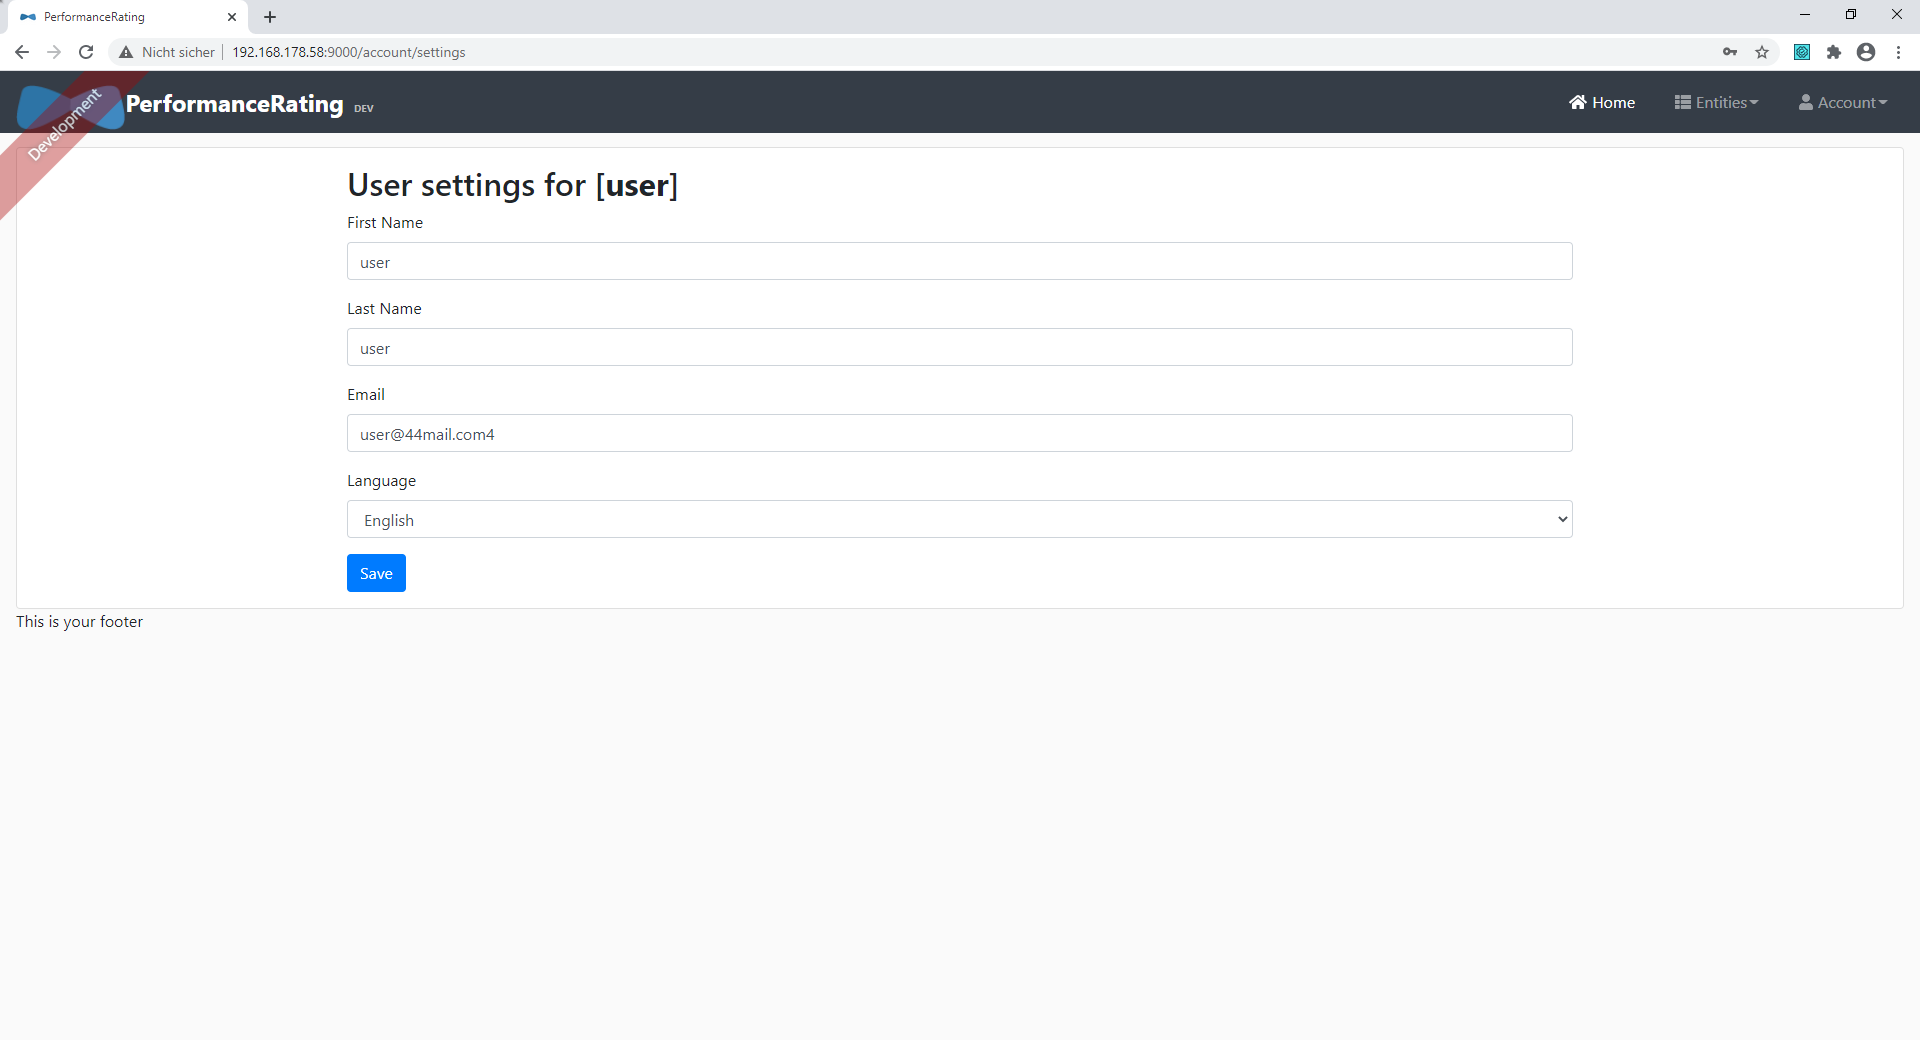 PerformanceRating
Nicht sicher 192.168.178.58:9000/account/settings
Development
PerformanceRating DEV
Home Entities Account
User settings for [user]
First Name
user
Last Name
user
Email
user@44mail.com4
Language
English
Save
This is your footer